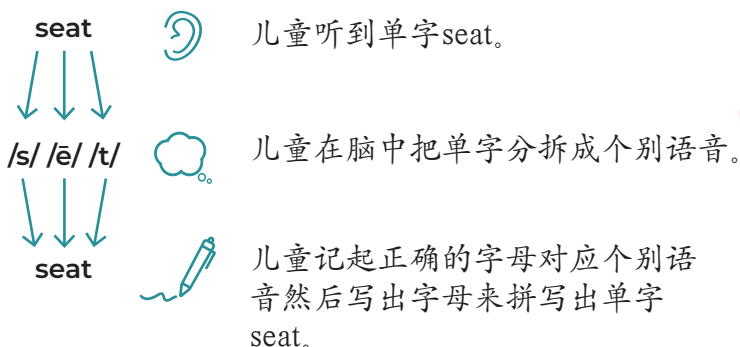 seat
儿童听到单字seat。
/s/ /ē/ /t/
儿童在脑中把单字分拆成个别语音。
seat
儿童记起正确的字母对应个别语
音然后写出字母来拼写出单字
seat。